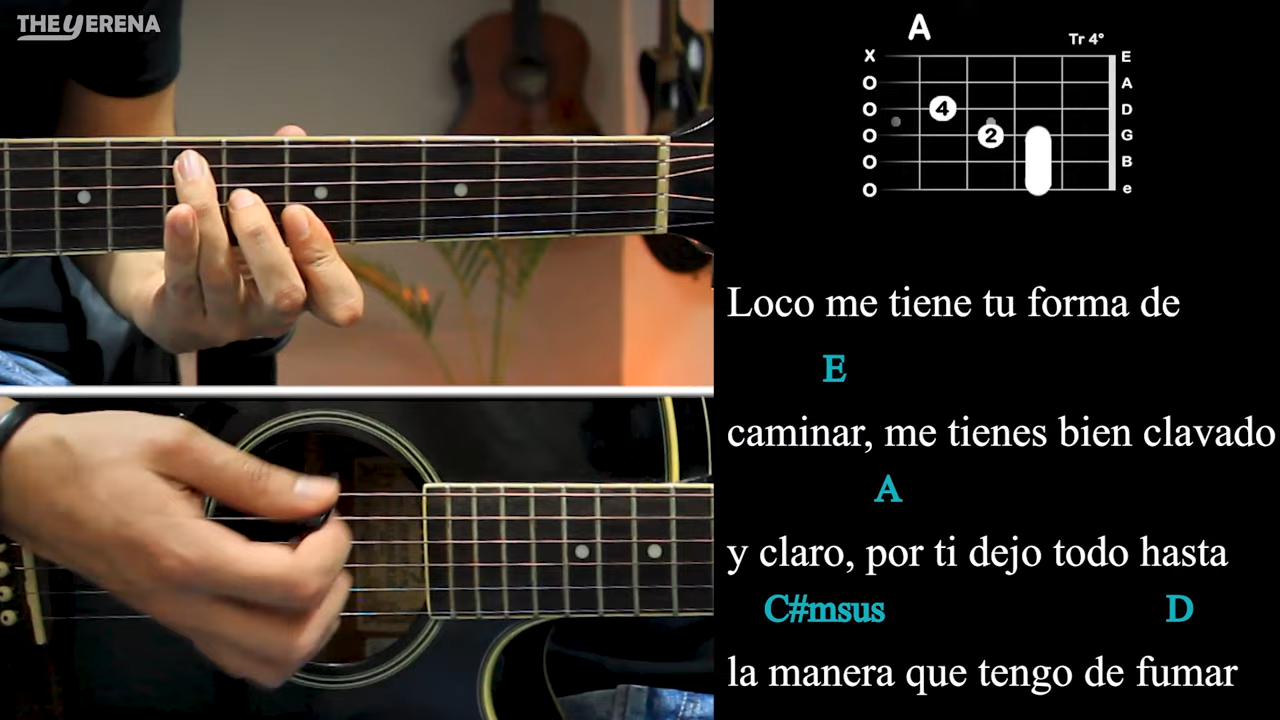 THEYERENA
A
Tr 4°
X E
O A
O 4 D
O 2 G
O B
O e
Loco me tiene tu forma de
E
caminar, me tienes bien clavado
A
y claro, por ti dejo todo hasta
C#msus D
la manera que tengo de fumar